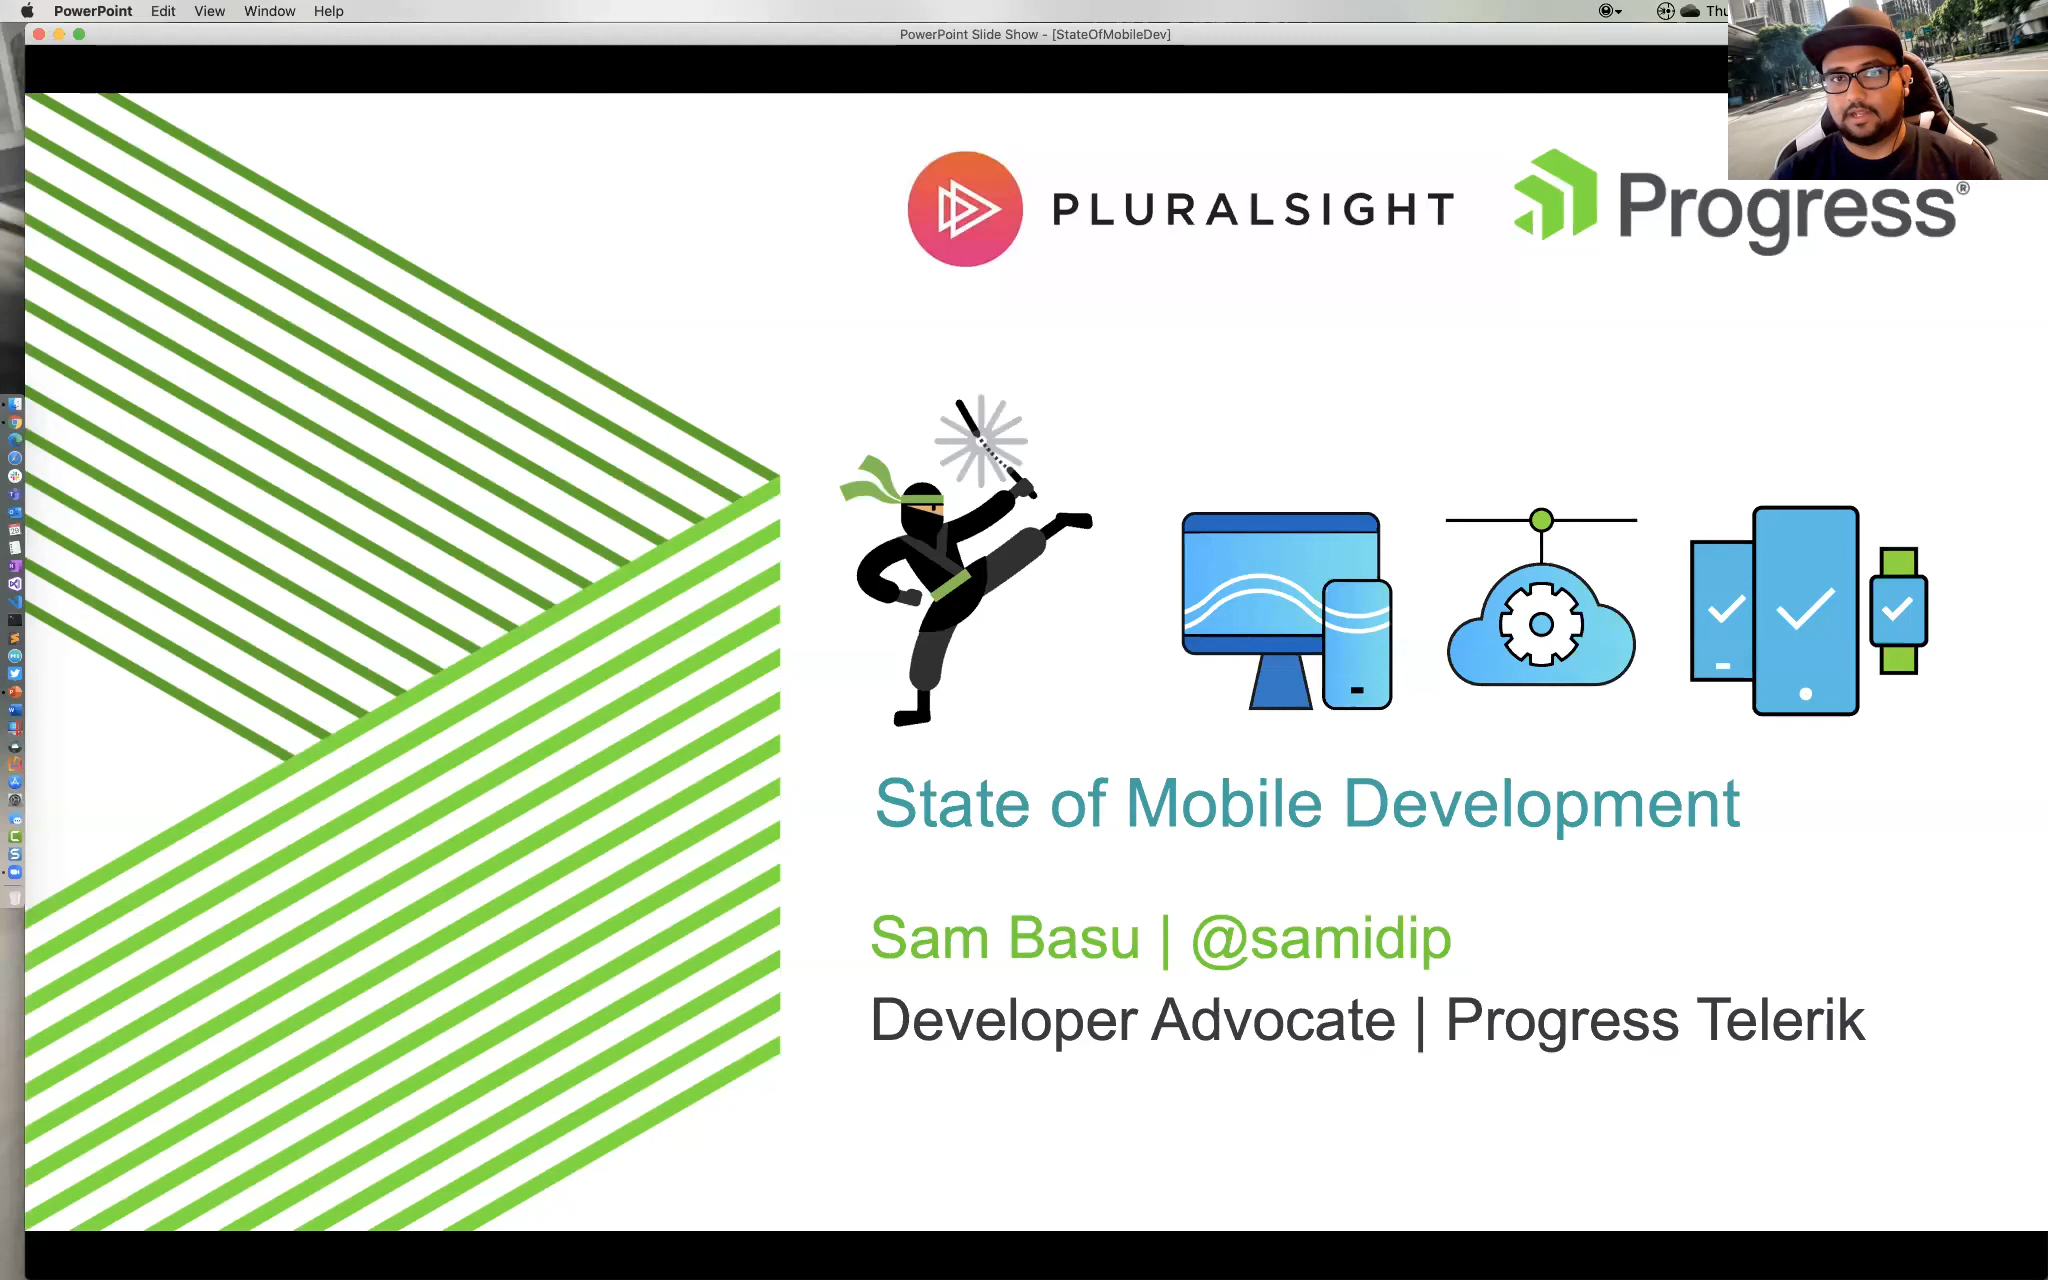 PowerPoint Edit View Window Help Thu
PowerPoint Slide Show - [StateOfMobileDev]
PLURALSIGHT
Progress®
State of Mobile Development
Sam Basu | @samidip
Developer Advocate | Progress Telerik